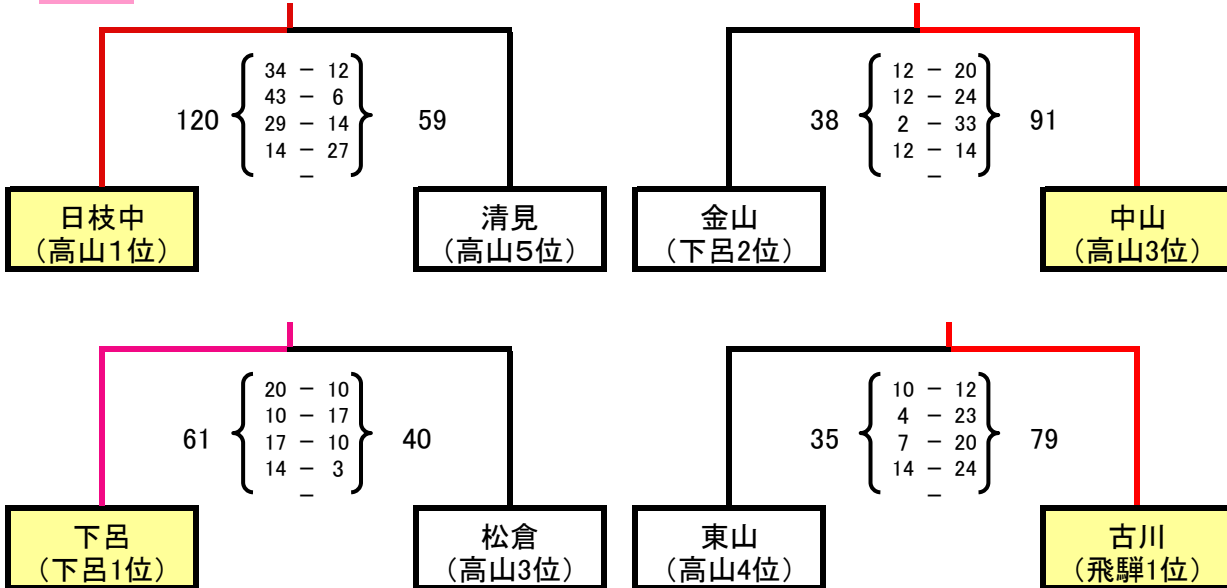 34 － 12
43 － 6
120 59
29 － 14
14 － 27
－
日枝中
（高山１位）
清見
（高山５位）
12 － 20
12 － 24
38 91
2 － 33
12 － 14
－
金山
（下呂2位）
中山
（高山3位）
20 － 10
10 － 17
61 40
17 － 10
14 － 3
－
下呂
（下呂1位）
松倉
（高山3位）
10 － 12
4 － 23
35 79
7 － 20
14 － 24
－
東山
（高山4位）
古川
（飛騨1位）